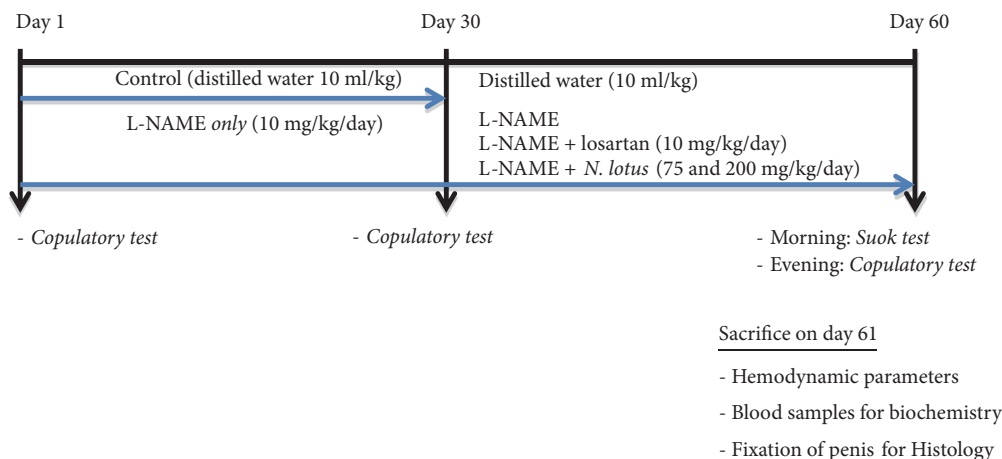 Day 1
Day 30
Day 60
Control (distilled water 10 ml/kg)
L-NAME only (10 mg/kg/day)
Distilled water (10 ml/kg)
L-NAME
L-NAME + losartan (10 mg/kg/day)
L-NAME + N. lotus (75 and 200 mg/kg/day)
- Copulatory test
- Copulatory test
- Morning: Suok test
- Evening: Copulatory test
Sacrifice on day 61
- Hemodynamic parameters
- Blood samples for biochemistry
- Fixation of penis for Histology